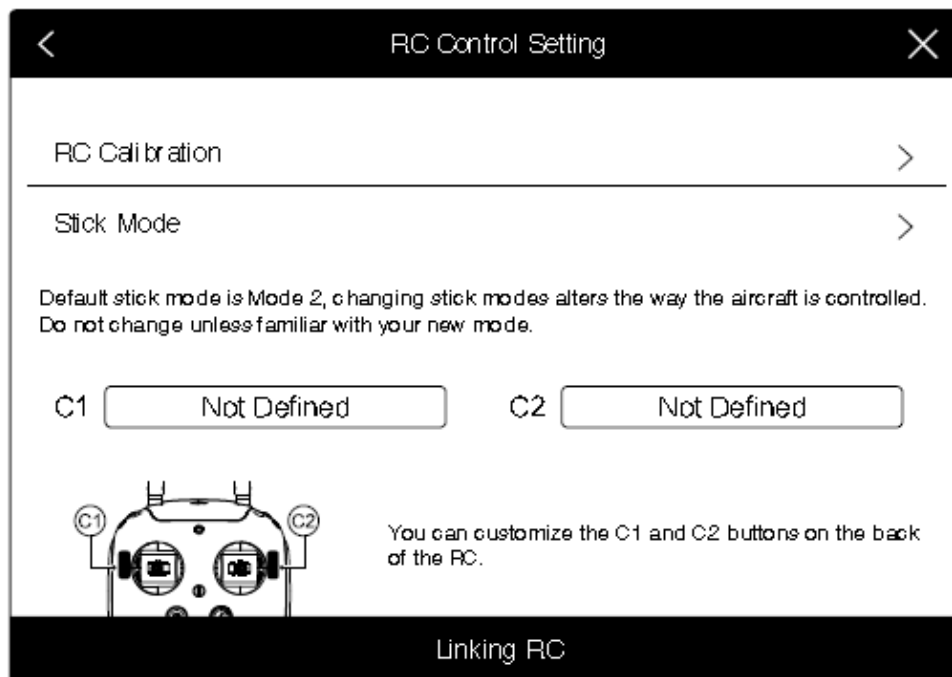 RC Control Setting
RC Calibration
Stick Mode
Default stick mode is Mode 2, changing stick modes alters the way the aircraft is controlled.
Do not change unless familiar with your new mode.
C1 Not Defined C2 Not Defined
C1 C2
You can customize the C1 and C2 buttons on the back
of the RC.
Linking RC